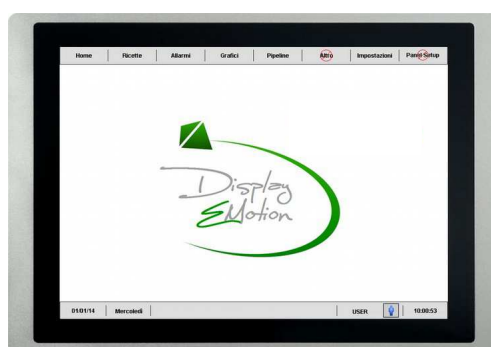 Home Ricette Allarmi Grafici Pipeline Altro Impostazioni Panel Setup
Display
EMotion
01/01/14 Mercoledì USER 10:00:53